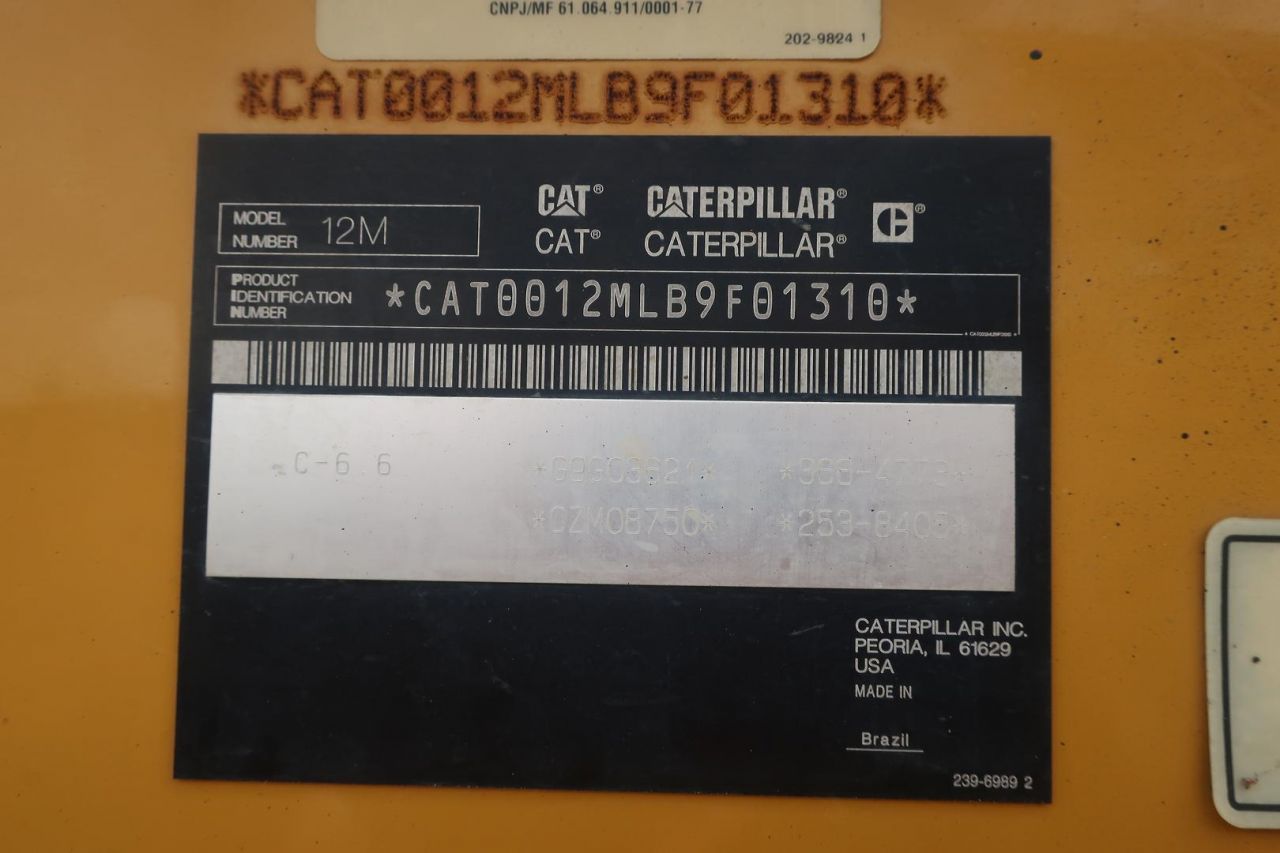 CNPJ/MF 61.064.911/0001-77
202-9824 1
*CAT0012MLB9F01310*
CAT® CATERPILLAR® C®
CAT® CATERPILLAR®
MODEL
NUMBER 12M
PRODUCT
IDENTIFICATION
NUMBER *CAT0012MLB9F01310*
C-6.6
*253-8405*
CATERPILLAR INC.
PEORIA, IL 61629
USA
MADE IN
Brazil
239-6989 2